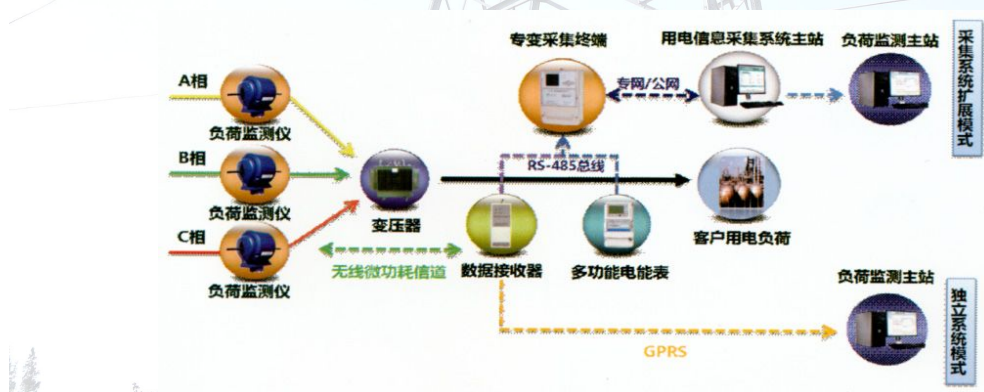 专变采集终端
用电信息采集系统主站
负荷监测主站
采集系统扩展模式
A相
专网/公网
负荷监测仪
B相
RS-485总线
负荷监测仪
变压器
C相
客户用电负荷
无线微功耗信道
数据接收器
多功能电能表
负荷监测仪
负荷监测主站
独立系统模式
GPRS